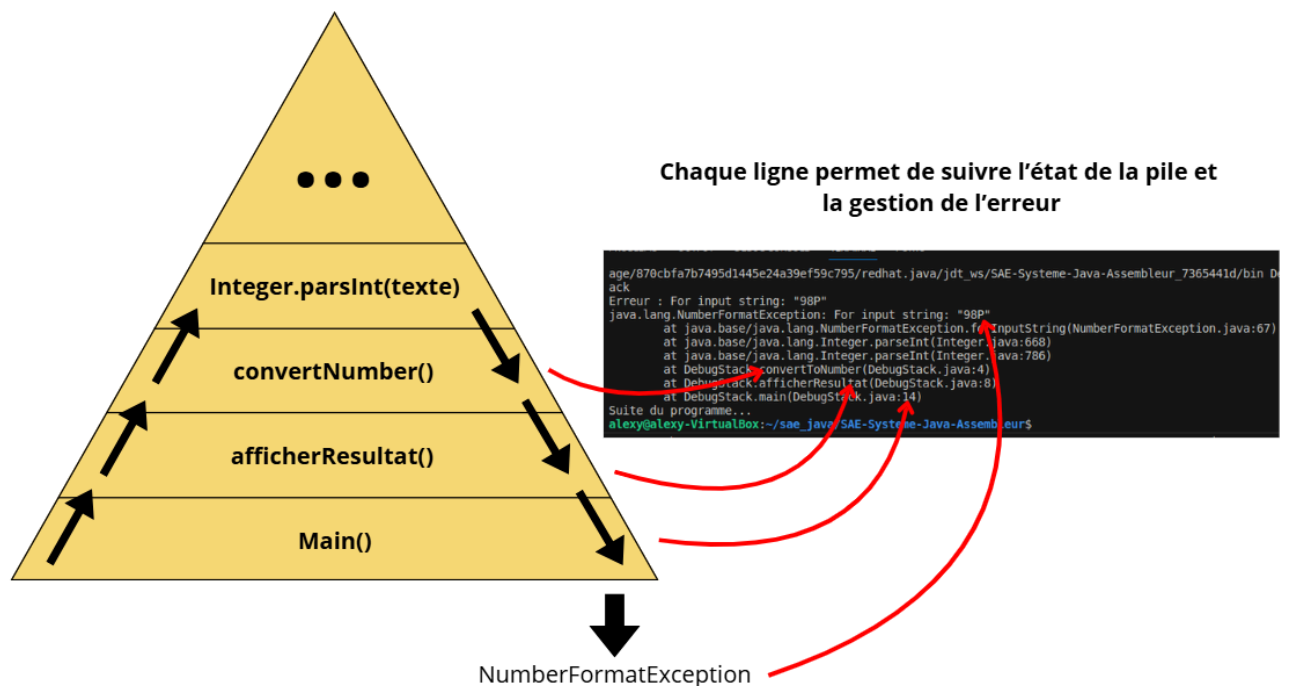 •••
Integer.parsInt(texte)
convertNumber()
afficherResultat()
Main()
NumberFormatException
Chaque ligne permet de suivre l’état de la pile et
la gestion de l’erreur
age/870cbfa7b7495d1445e24a39ef59c795/redhat.java/jdt_ws/SAE-Systeme-Java-Assembleur_7365441d/bin De
ack
Erreur : For input string: "98P"
java.lang.NumberFormatException: For input string: "98P"
at java.base/java.lang.NumberFormatException.forInputString(NumberFormatException.java:67)
at java.base/java.lang.Integer.parseInt(Integer.java:668)
at java.base/java.lang.Integer.parseInt(Integer.java:786)
at DebugStack.convertToNumber(DebugStack.java:4)
at DebugStack.afficherResultat(DebugStack.java:8)
at DebugStack.main(DebugStack.java:14)
Suite du programme...
alexy@alexy-VirtualBox:~/sae_java/SAE-Systeme-Java-Assembleur$